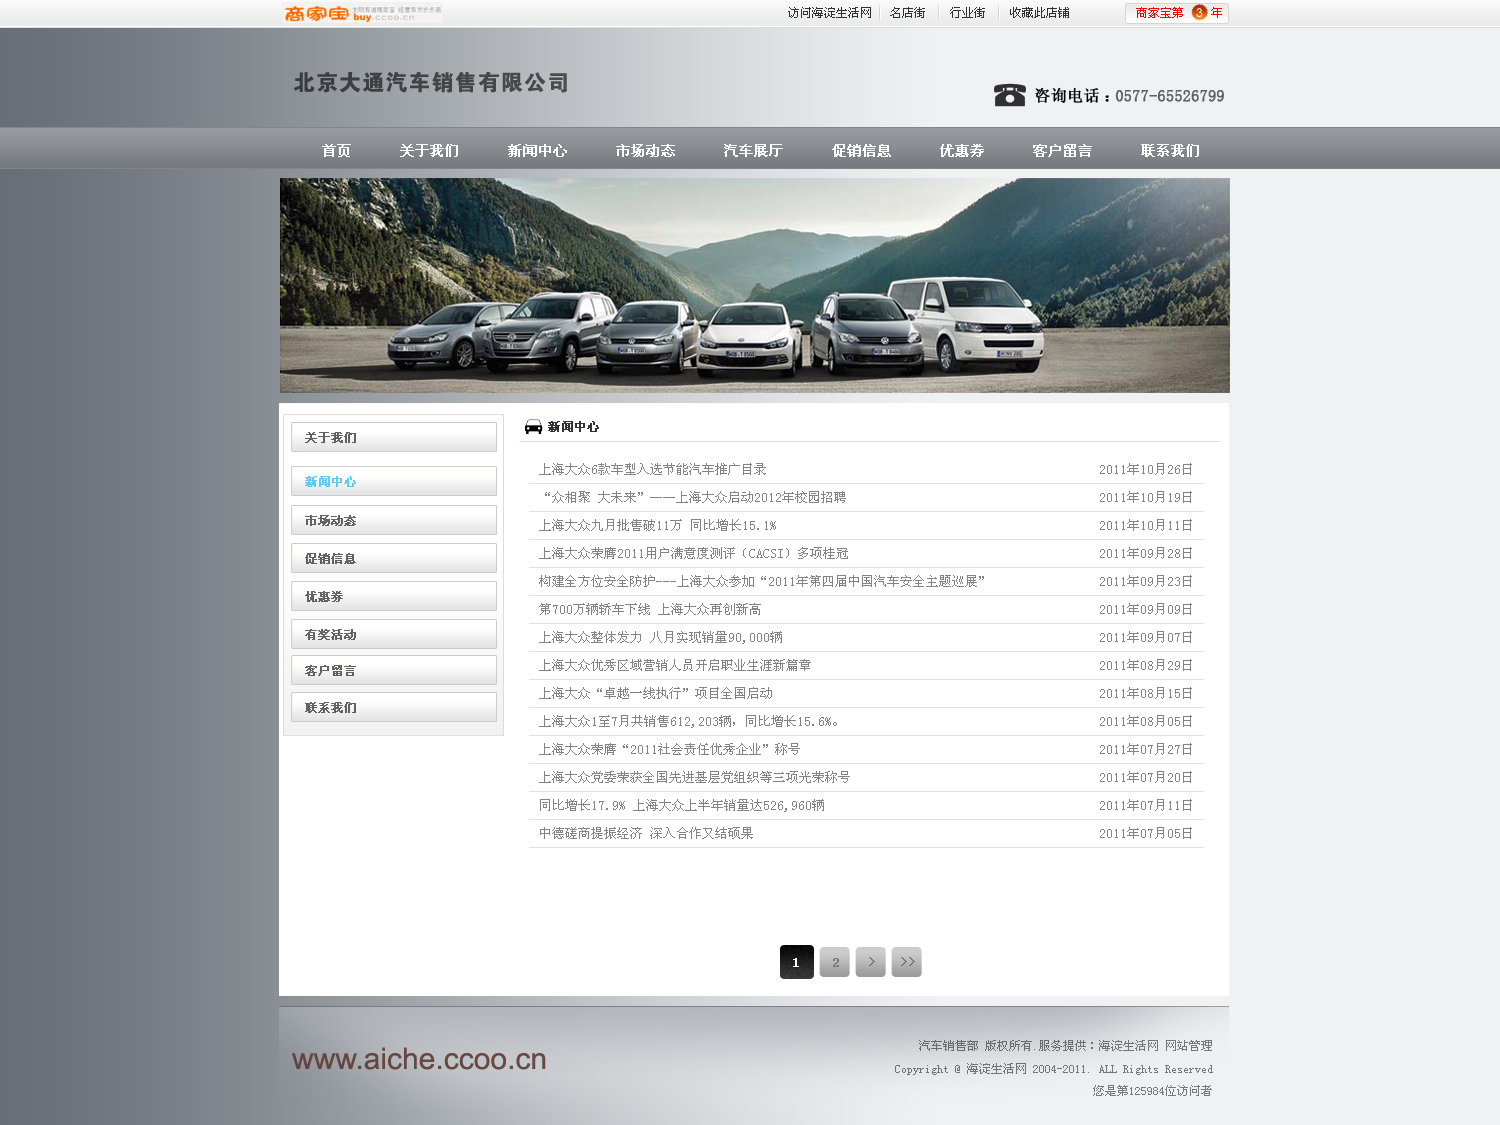 商家宝 buy.ccoo.cn
访问海淀生活网 名店街 行业街 收藏此店铺 商家宝第 3 年
北京大通汽车销售有限公司
咨询电话：0577-65526799
首页 关于我们 新闻中心 市场动态 汽车展厅 促销信息 优惠券 客户留言 联系我们
关于我们
新闻中心
市场动态
促销信息
优惠券
有奖活动
客户留言
联系我们
新闻中心
上海大众6款车型入选节能汽车推广目录 2011年10月26日
“众相聚 大未来”——上海大众启动2012年校园招聘 2011年10月19日
上海大众九月批售破11万 同比增长15.1% 2011年10月11日
上海大众荣膺2011用户满意度测评（CACSI）多项桂冠 2011年09月28日
构建全方位安全防护---上海大众参加“2011年第四届中国汽车安全主题巡展” 2011年09月23日
第700万辆轿车下线 上海大众再创新高 2011年09月09日
上海大众整体发力 八月实现销量90,000辆 2011年09月07日
上海大众优秀区域营销人员开启职业生涯新篇章 2011年08月29日
上海大众“卓越一线执行”项目全国启动 2011年08月15日
上海大众1至7月共销售612,203辆，同比增长15.6%。 2011年08月05日
上海大众荣膺“2011社会责任优秀企业”称号 2011年07月27日
上海大众党委荣获全国先进基层党组织等三项光荣称号 2011年07月20日
同比增长17.9% 上海大众上半年销量达526,960辆 2011年07月11日
中德磋商提振经济 深入合作又结硕果 2011年07月05日
1 2 > >>
www.aiche.ccoo.cn
汽车销售部 版权所有.服务提供：海淀生活网 网站管理
Copyright @ 海淀生活网 2004-2011. ALL Rights Reserved
您是第125984位访问者